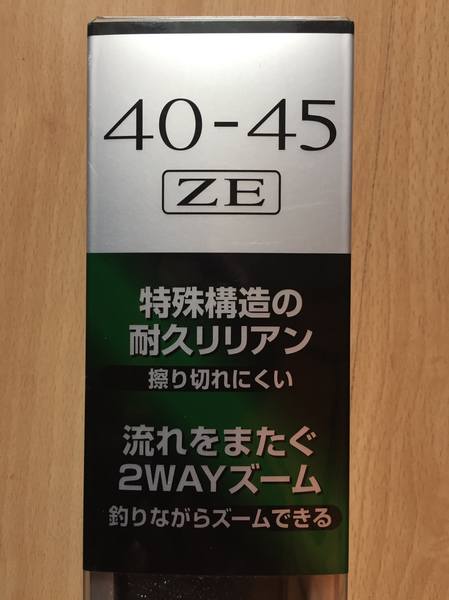 40-45
ZE
特殊構造の
耐久リリアン
擦り切れにくい
流れをまたぐ
2WAYズーム
釣りながらズームできる